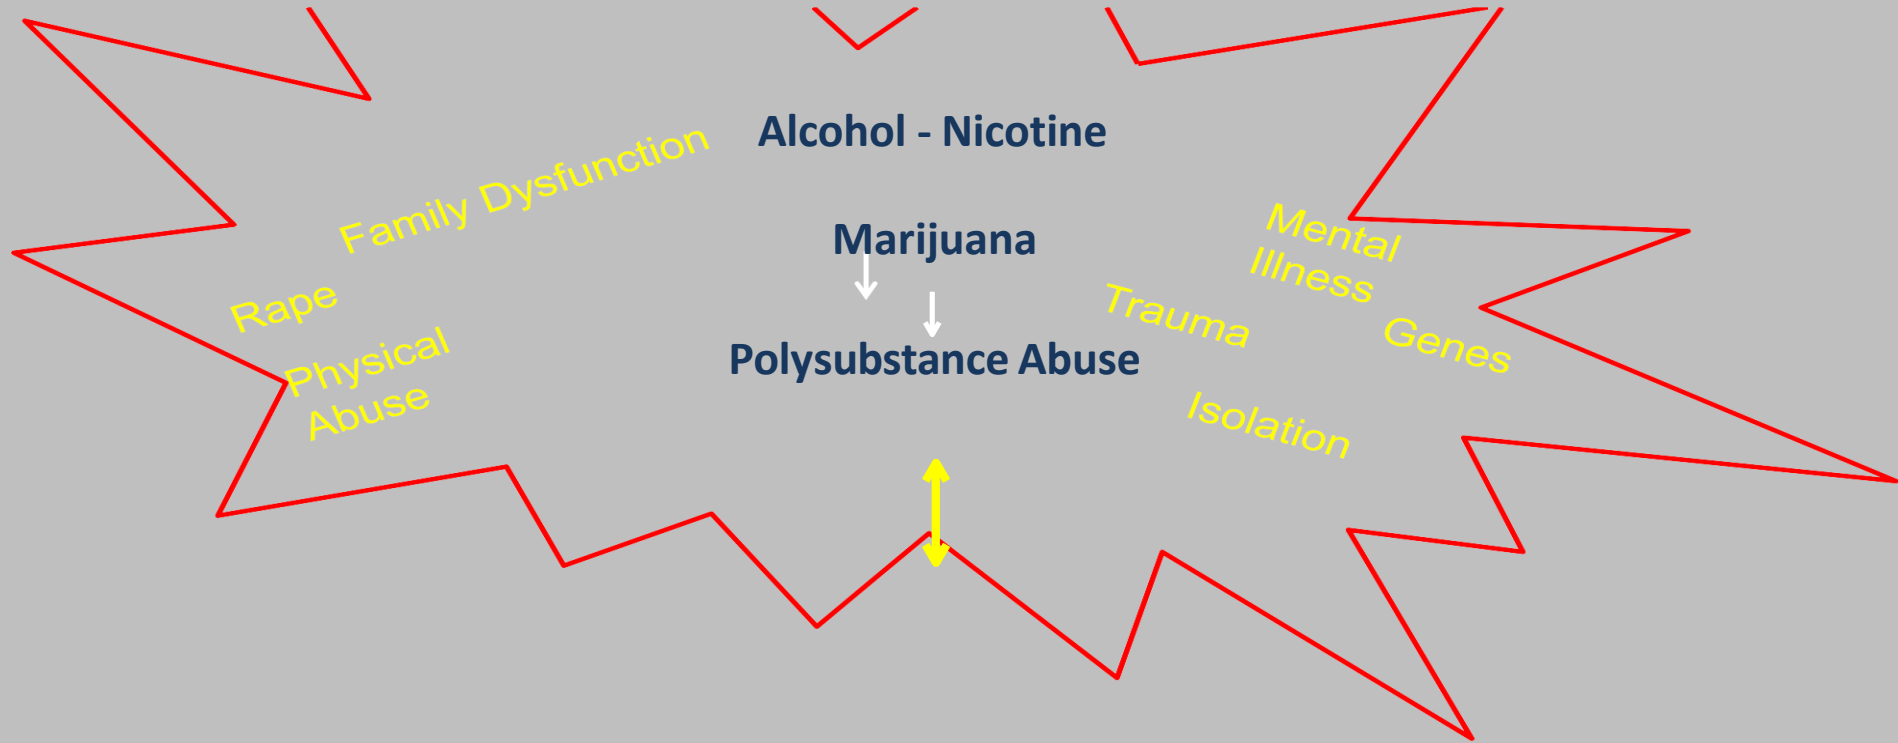 Alcohol - Nicotine
Family Dysfunction
Marijuana
Mental
Illness
Rape
Trauma
Genes
Physical
Abuse
Polysubstance Abuse
Isolation